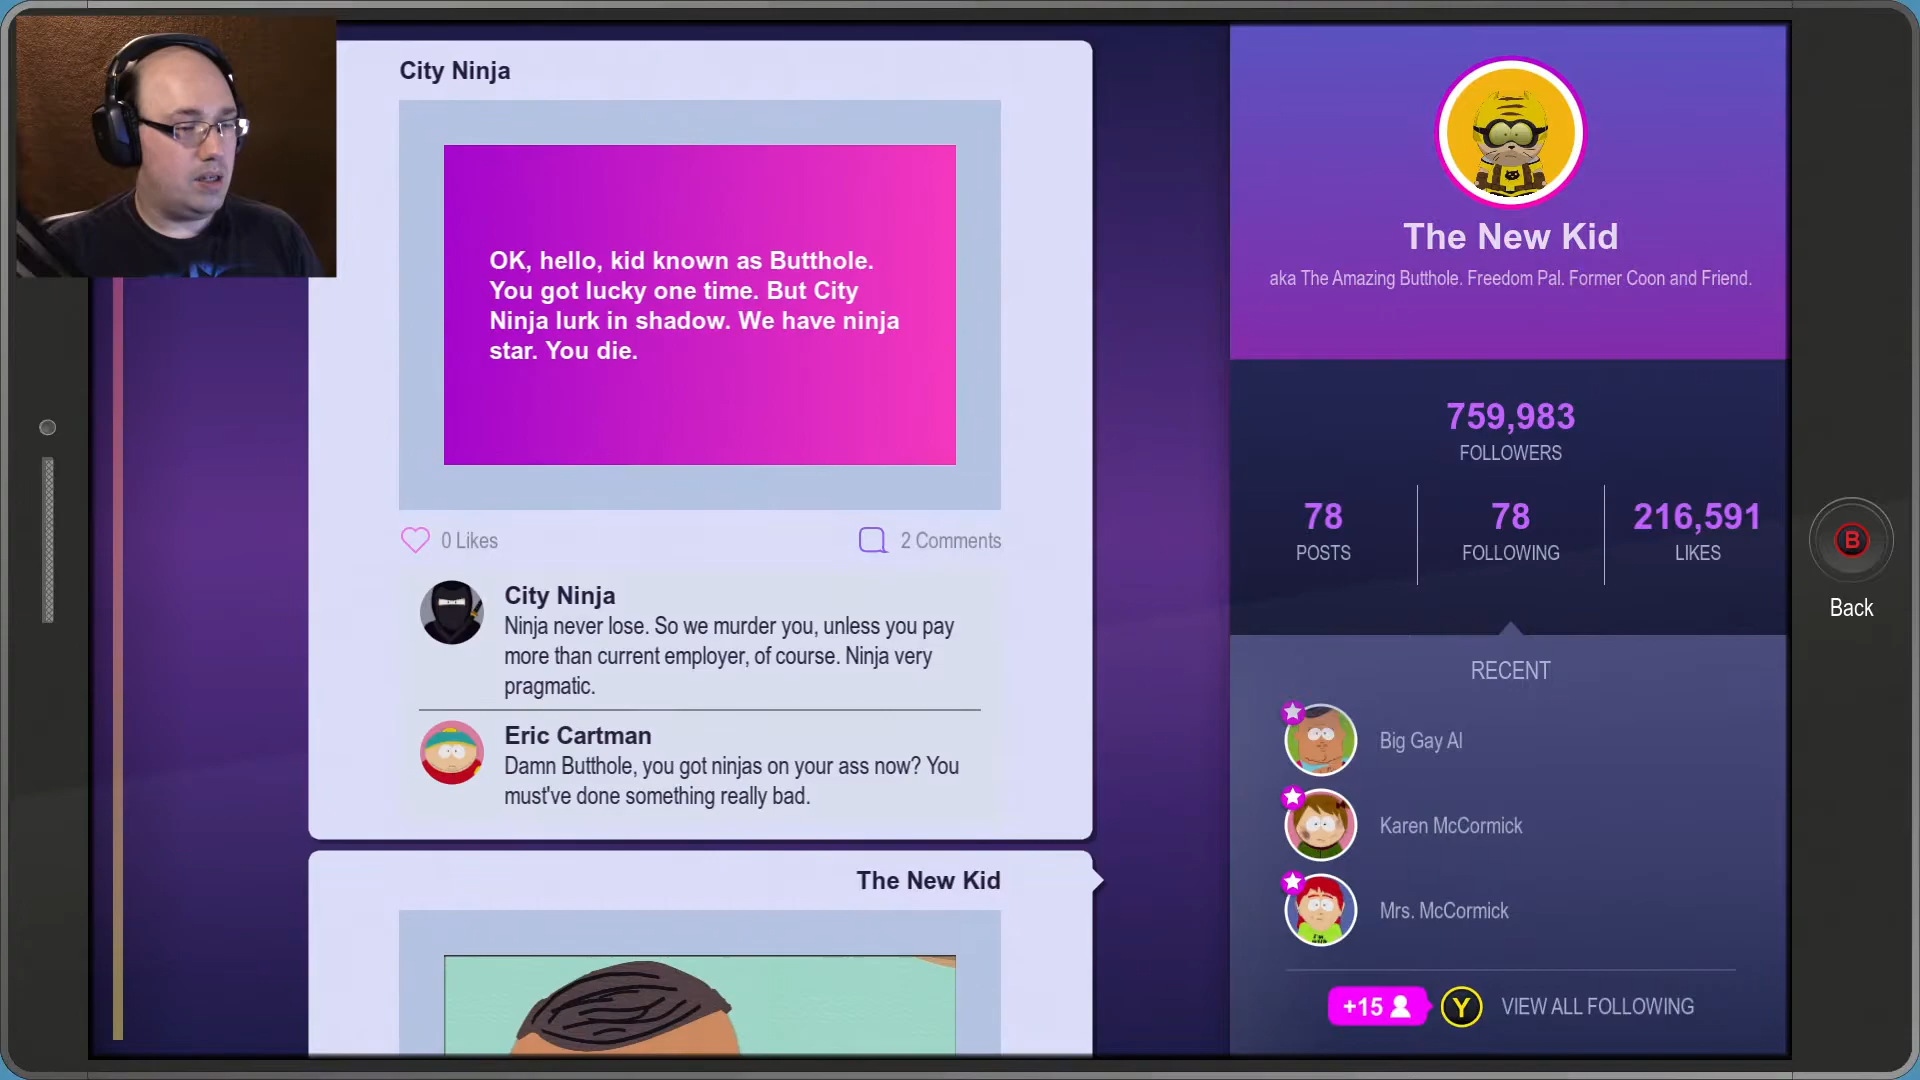 City Ninja
OK, hello, kid known as Butthole.
You got lucky one time. But City
Ninja lurk in shadow. We have ninja
star. You die.
0 Likes
2 Comments
City Ninja
Ninja never lose. So we murder you, unless you pay
more than current employer, of course. Ninja very
pragmatic.
Eric Cartman
Damn Butthole, you got ninjas on your ass now? You
must've done something really bad.
The New Kid
The New Kid
aka The Amazing Butthole. Freedom Pal. Former Coon and Friend.
759,983
FOLLOWERS
78
POSTS
78
FOLLOWING
216,591
LIKES
RECENT
Big Gay Al
Karen McCormick
Mrs. McCormick
+15
Y
VIEW ALL FOLLOWING
B
Back